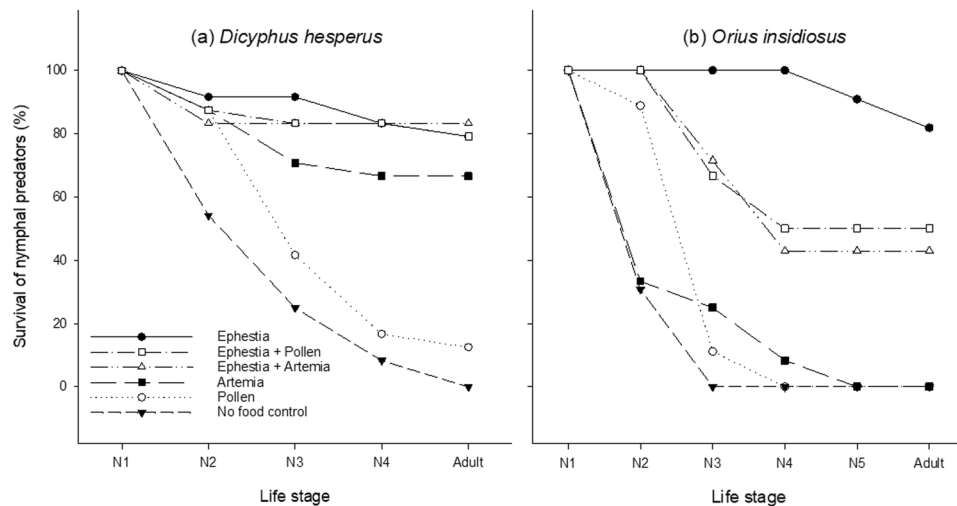 (a) Dicyphus hesperus
(b) Orius insidiosus
Survival of nymphal predators (%)
100
80
60
40
20
0
Ephestia
Ephestia + Pollen
Ephestia + Artemia
Artemia
Pollen
No food control
N1 N2 N3 N4 Adult
N1 N2 N3 N4 N5 Adult
Life stage
Life stage